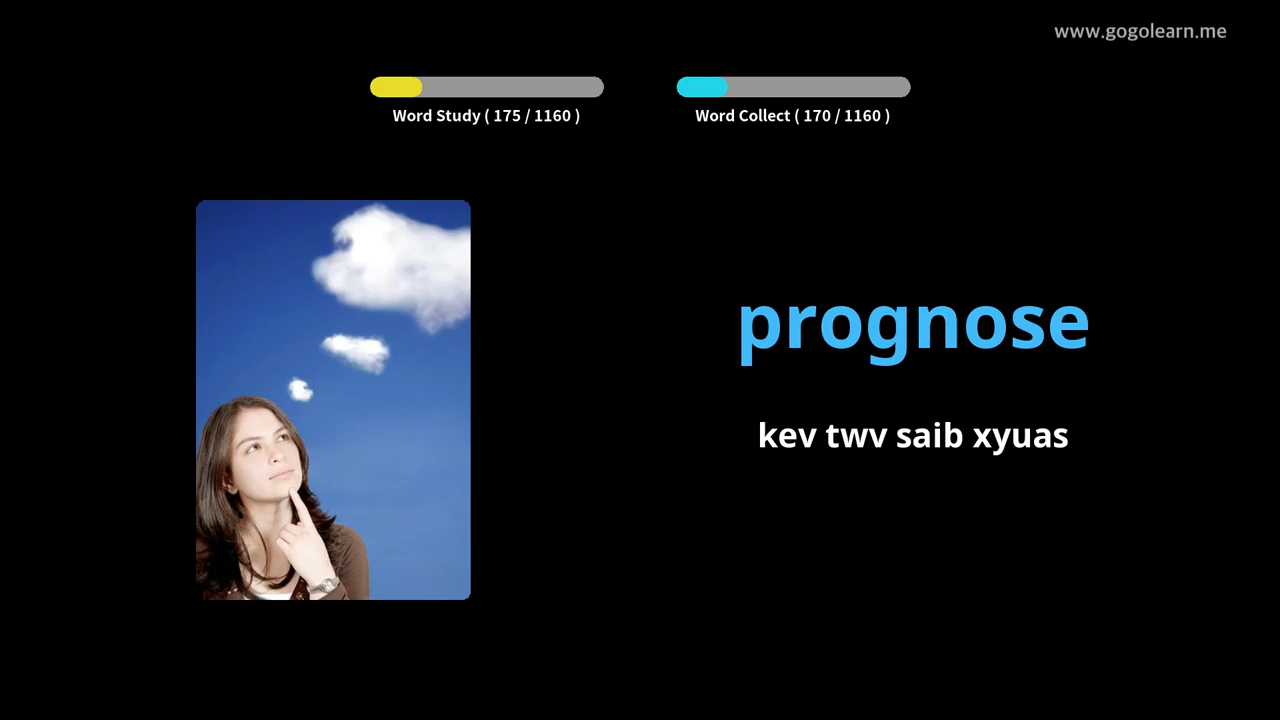 www.gogolearn.me
Word Study ( 175 / 1160 )
Word Collect ( 170 / 1160 )
prognose
kev twv saib xyuas